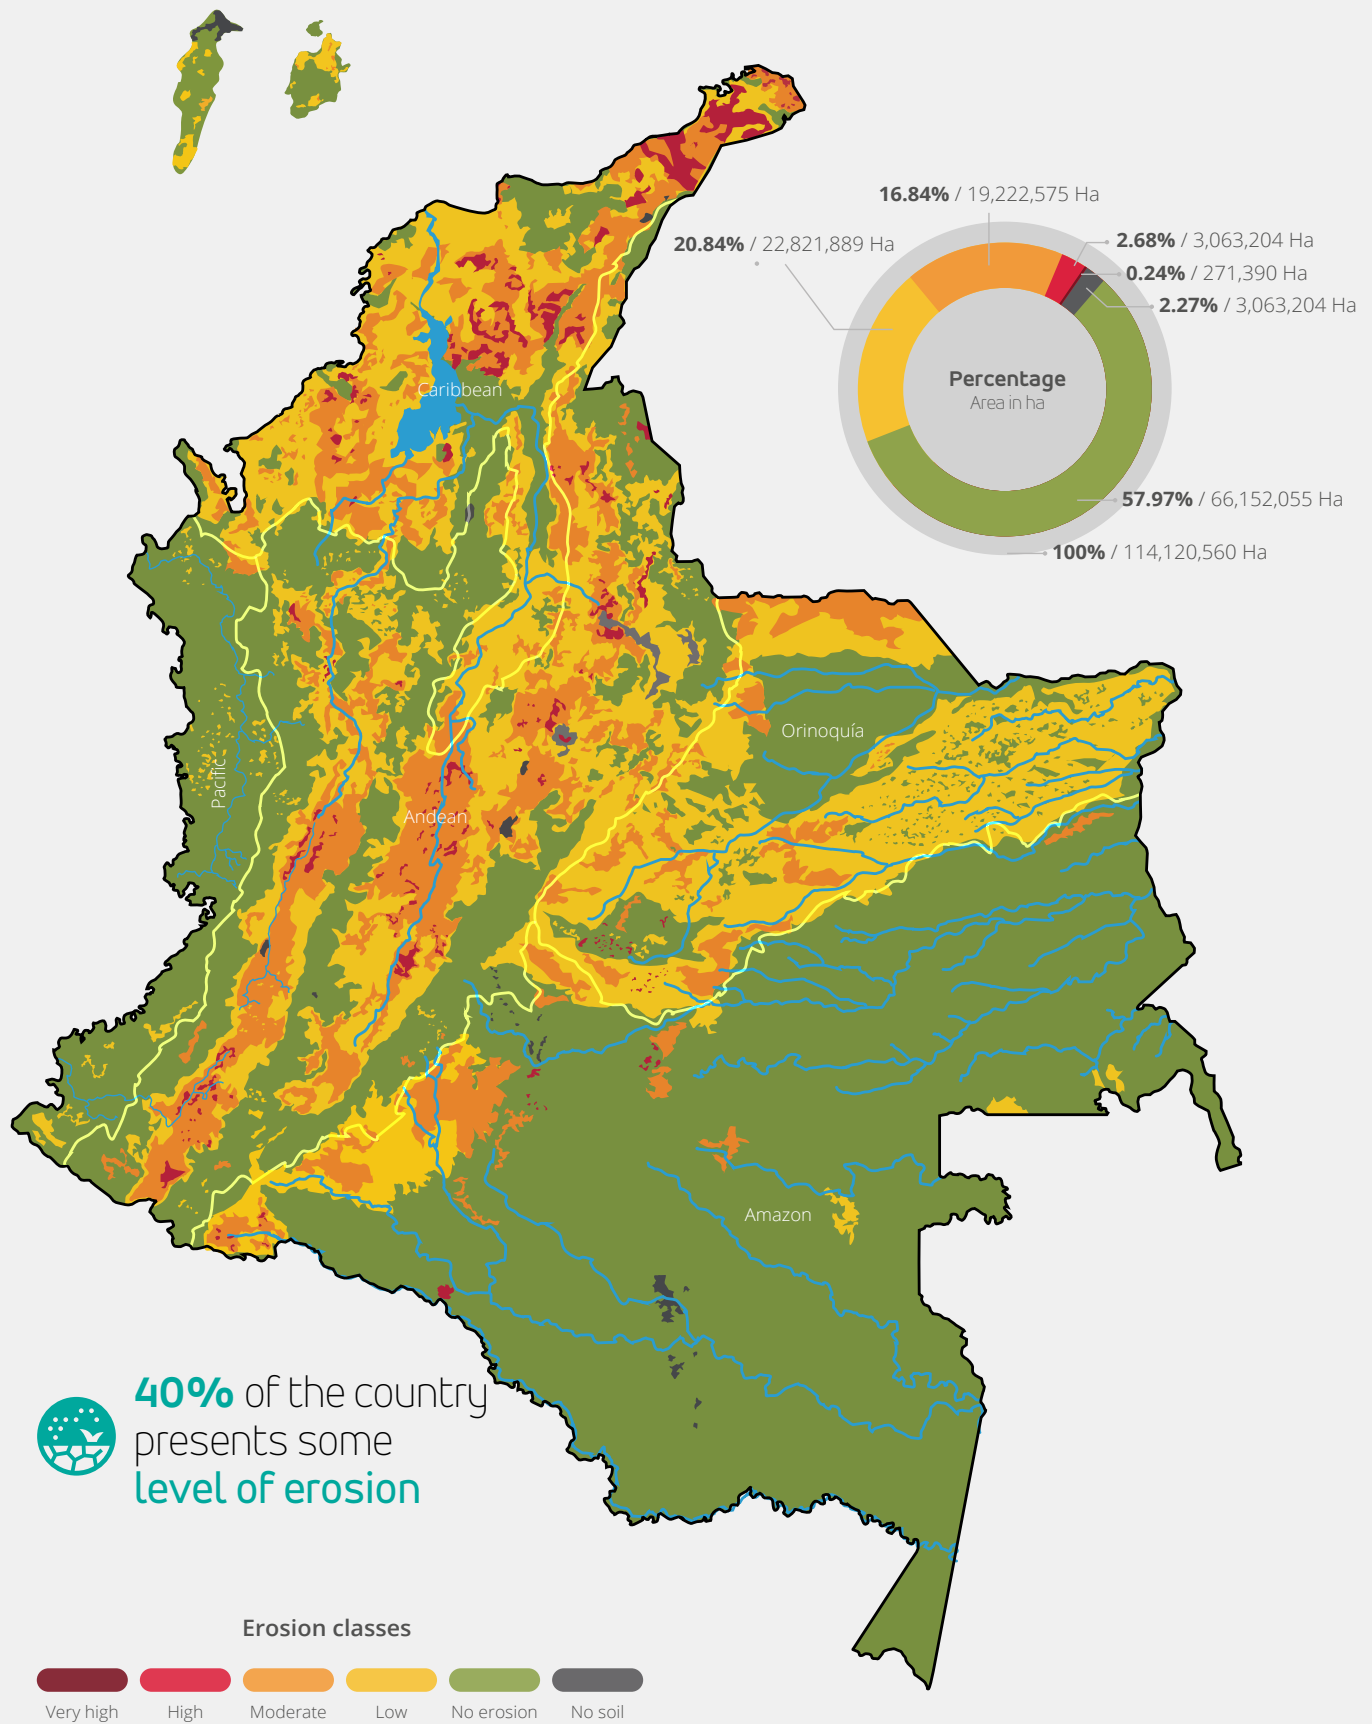 16.84% / 19,222,575 Ha
20.84% / 22,821,889 Ha
2.68% / 3,063,204 Ha
0.24% / 271,390 Ha
2.27% / 3,063,204 Ha
Percentage
Area in ha
57.97% / 66,152,055 Ha
100% / 114,120,560 Ha
Caribbean
Orinoquía
Pacific
Andean
Amazon
40% of the country
presents some
level of erosion
Erosion classes
Very high
High
Moderate
Low
No erosion
No soil